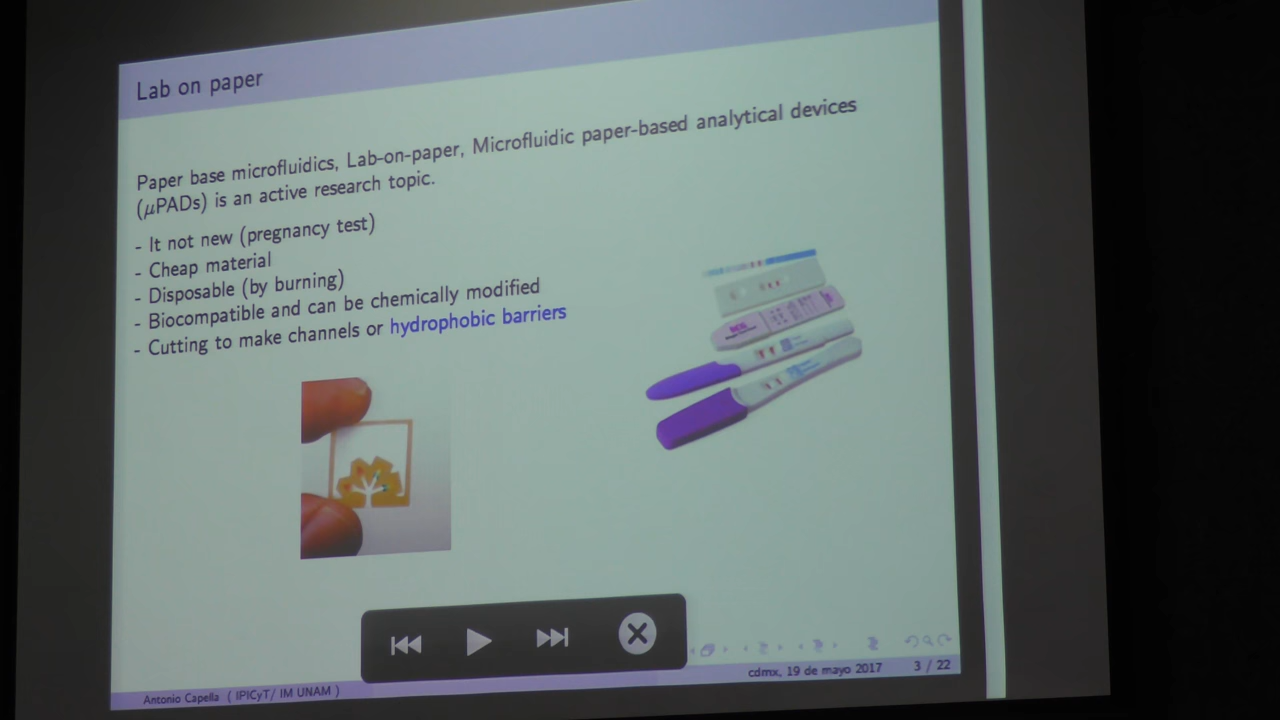 Lab on paper
Paper base microfluidics, Lab-on-paper, Microfluidic paper-based analytical devices
(μPADs) is an active research topic.
- It not new (pregnancy test)
- Cheap material
- Disposable (by burning)
- Biocompatible and can be chemically modified
- Cutting to make channels or hydrophobic barriers
Antonio Capella ( IPICyT/ IM UNAM )
cdmx, 19 de mayo 2017
3 / 22